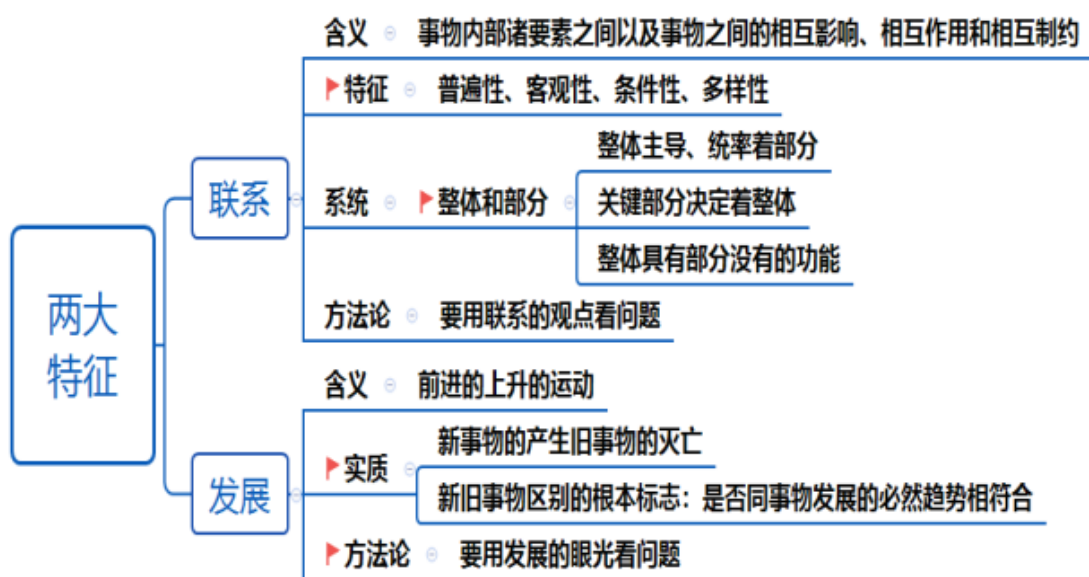 两大
特征
联系
含义 事物内部诸要素之间以及事物之间的相互影响、相互作用和相互制约
特征 普遍性、客观性、条件性、多样性
系统 整体和部分
整体主导、统率着部分
关键部分决定着整体
整体具有部分没有的功能
方法论 要用联系的观点看问题
发展
含义 前进的上升的运动
实质
新事物的产生旧事物的灭亡
新旧事物区别的根本标志：是否同事物发展的必然趋势相符合
方法论 要用发展的眼光看问题